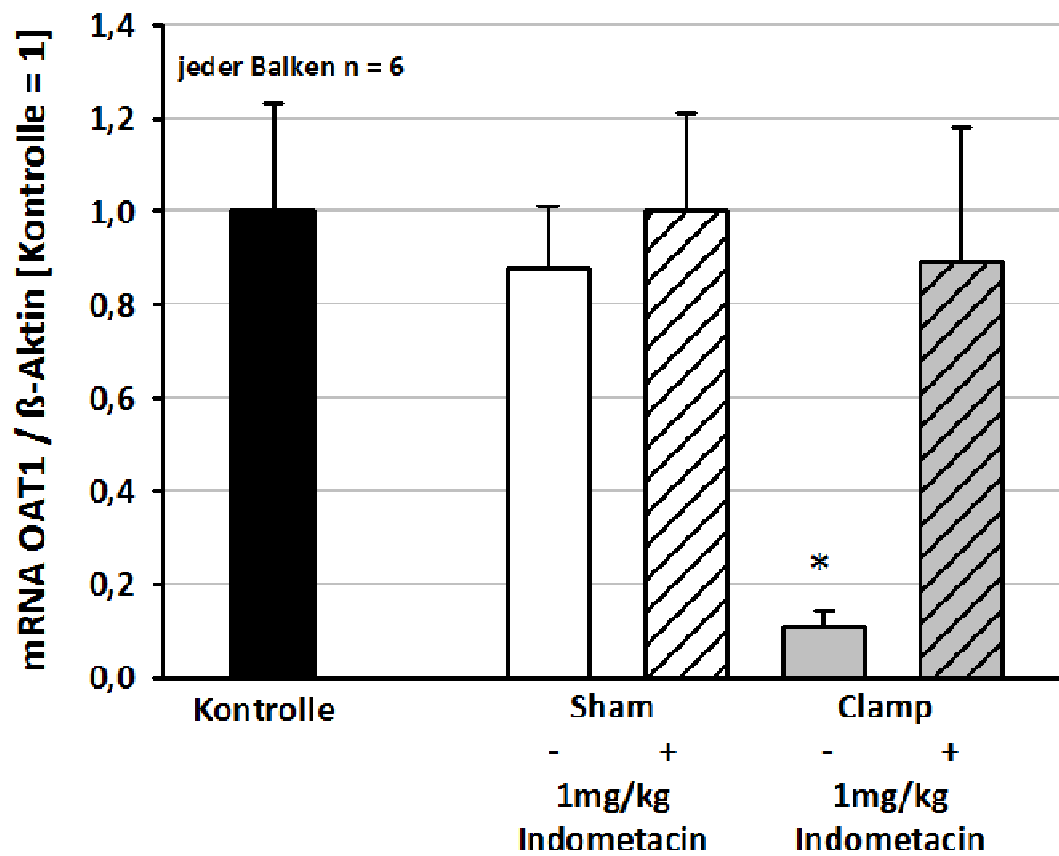 mRNA OAT1 / ß-Aktin [Kontrolle = 1]
1,4
1,2
1,0
0,8
0,6
0,4
0,2
0,0
jeder Balken n = 6
*
Kontrolle
Sham
Clamp
- + - +
1mg/kg
Indometacin
1mg/kg
Indometacin